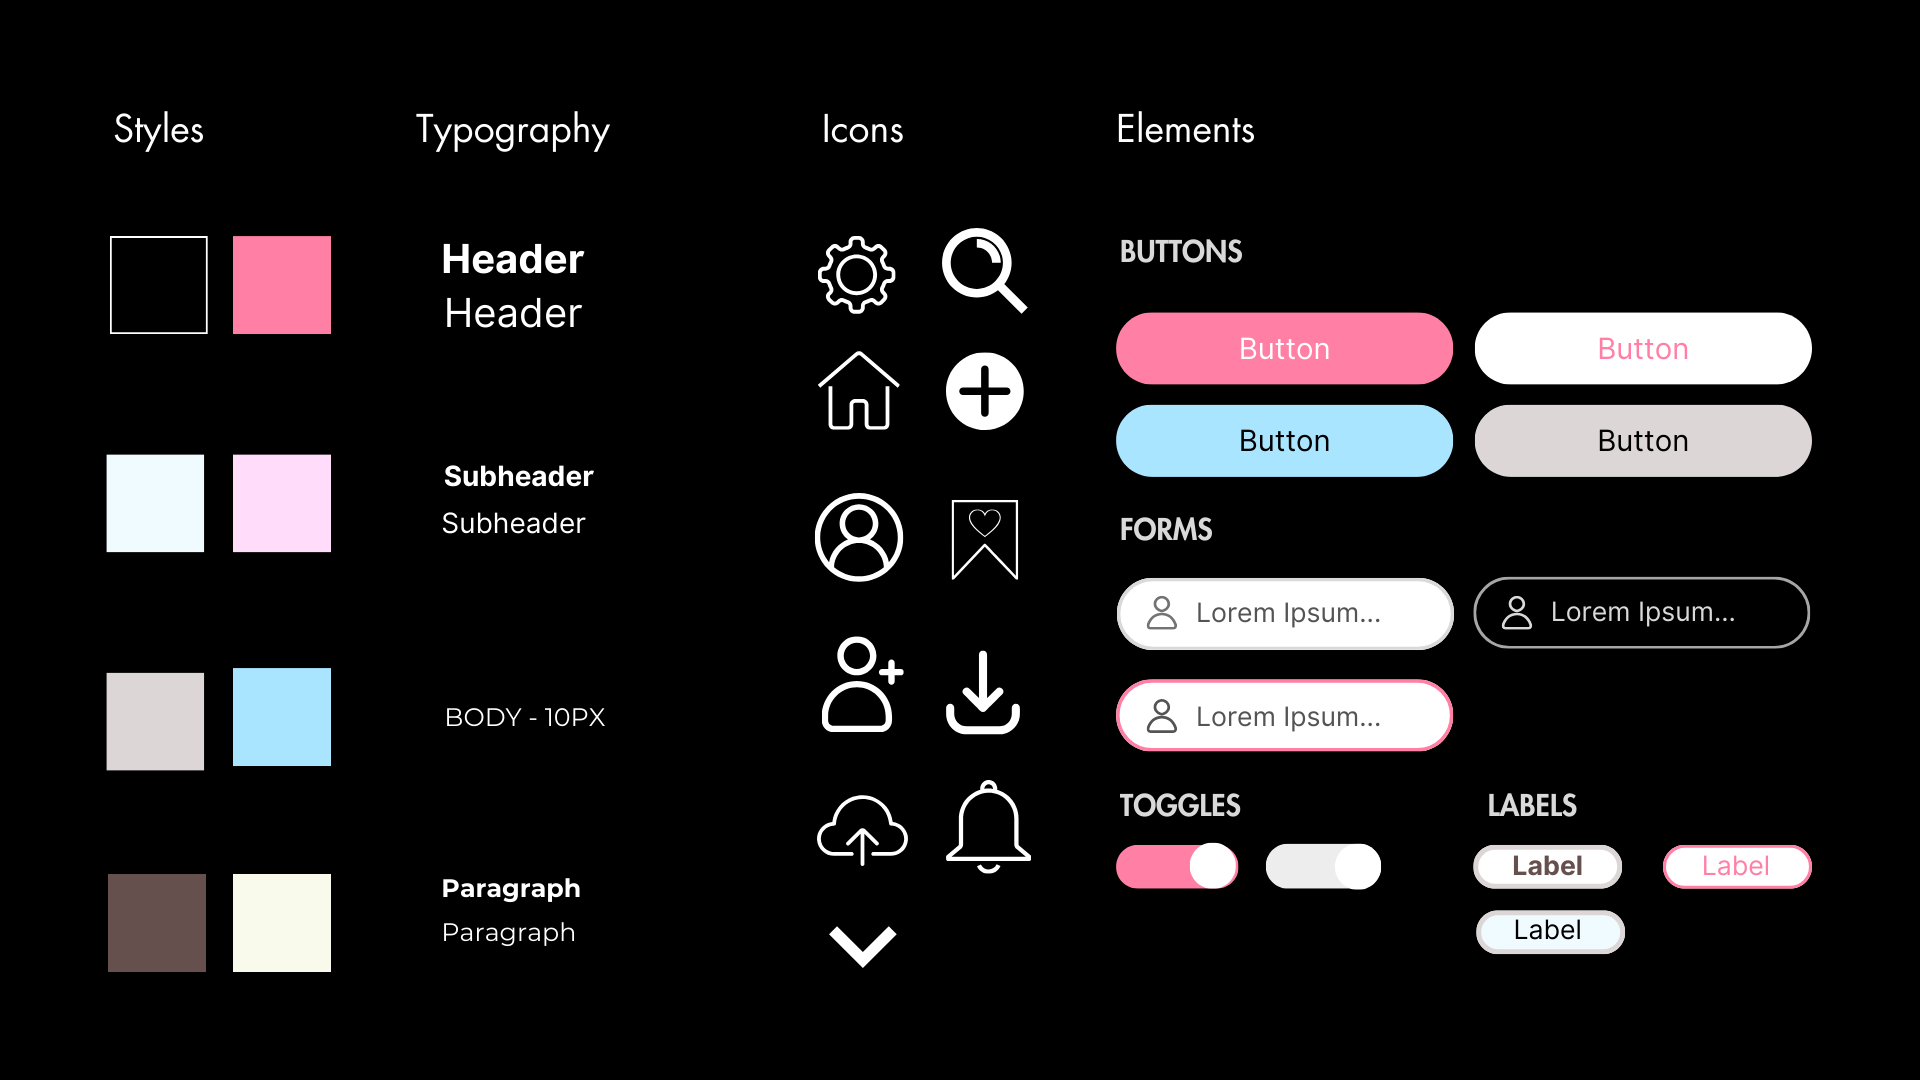 Styles
Typography
Icons
Elements
Header
Header
Subheader
Subheader
BODY - 10PX
Paragraph
Paragraph
BUTTONS
Button
Button
Button
Button
FORMS
Lorem Ipsum...
Lorem Ipsum...
Lorem Ipsum...
TOGGLES
LABELS
Label
Label
Label